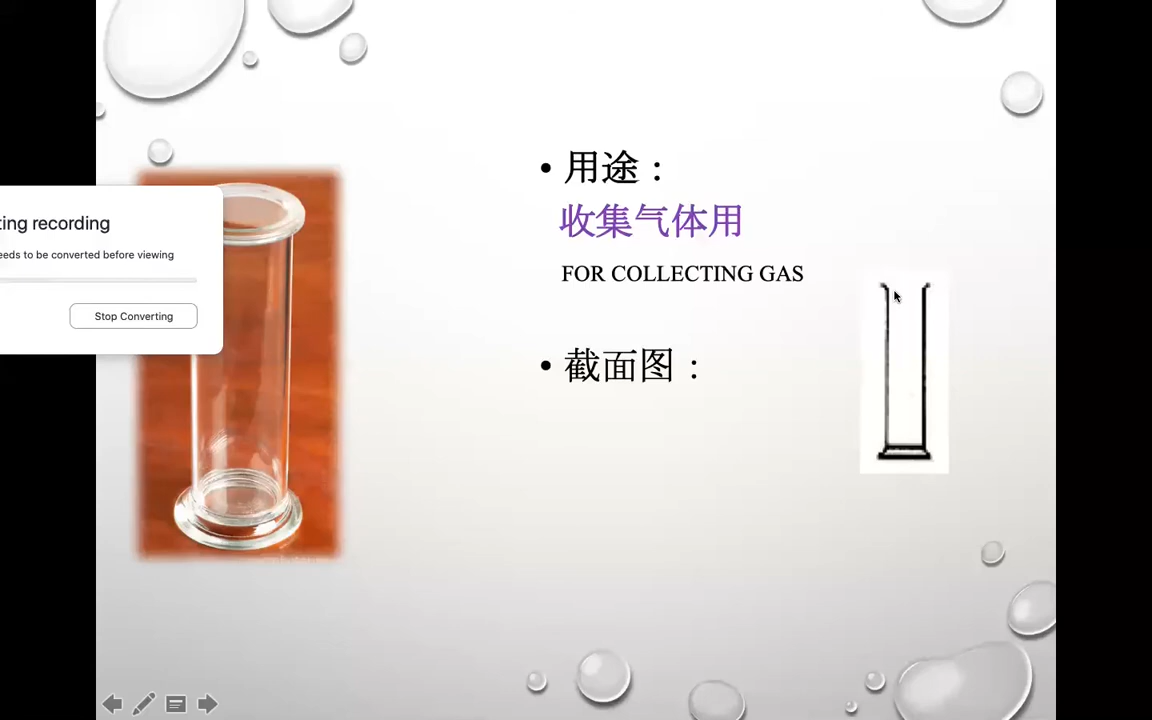 • 用途：
收集气体用
FOR COLLECTING GAS
• 截面图：
ting recording
eeds to be converted before viewing
Stop Converting